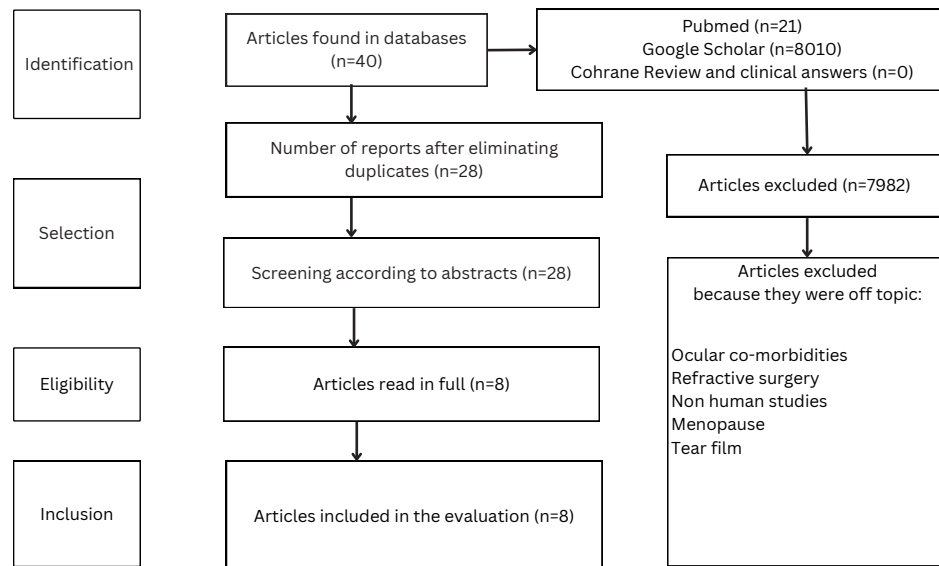 Identification
Articles found in databases
(n=40)
Pubmed (n=21)
Google Scholar (n=8010)
Cohrane Review and clinical answers (n=0)
Number of reports after eliminating
duplicates (n=28)
Articles excluded (n=7982)
Selection
Screening according to abstracts (n=28)
Articles excluded
because they were off topic:
Ocular co-morbidities
Refractive surgery
Non human studies
Menopause
Tear film
Eligibility
Articles read in full (n=8)
Inclusion
Articles included in the evaluation (n=8)